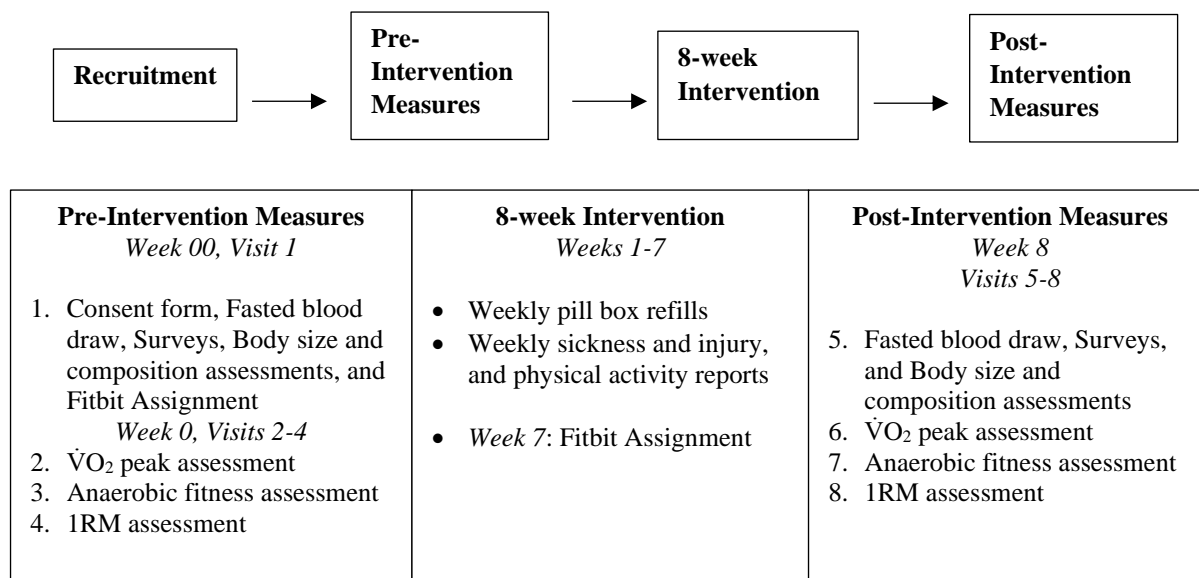 Recruitment
Pre-
Intervention
Measures
8-week
Intervention
Post-
Intervention
Measures
Pre-Intervention Measures
Week 00, Visit 1
1. Consent form, Fasted blood
draw, Surveys, Body size and
composition assessments, and
Fitbit Assignment
Week 0, Visits 2-4
2. V̇O₂ peak assessment
3. Anaerobic fitness assessment
4. 1RM assessment
8-week Intervention
Weeks 1-7
• Weekly pill box refills
• Weekly sickness and injury,
and physical activity reports
• Week 7: Fitbit Assignment
Post-Intervention Measures
Week 8
Visits 5-8
5. Fasted blood draw, Surveys,
and Body size and
composition assessments
6. V̇O₂ peak assessment
7. Anaerobic fitness assessment
8. 1RM assessment